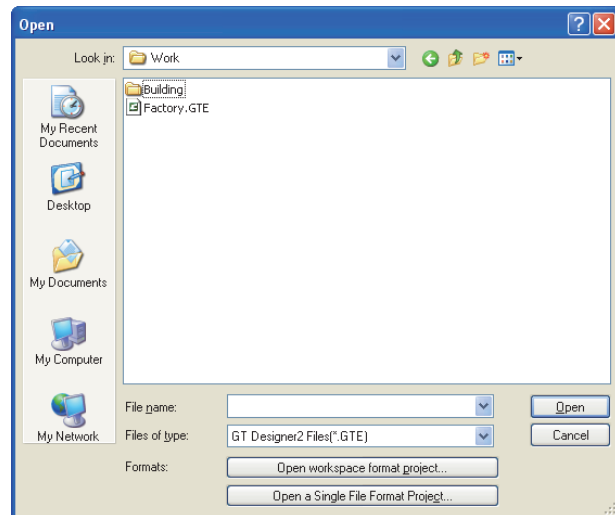 Open
Look in: Work
Building
Factory.GTE
My Recent
Documents
Desktop
My Documents
My Computer
My Network
File name:
Open
Files of type: GT Designer2 Files(*.GTE)
Cancel
Formats:
Open workspace format project...
Open a Single File Format Project...